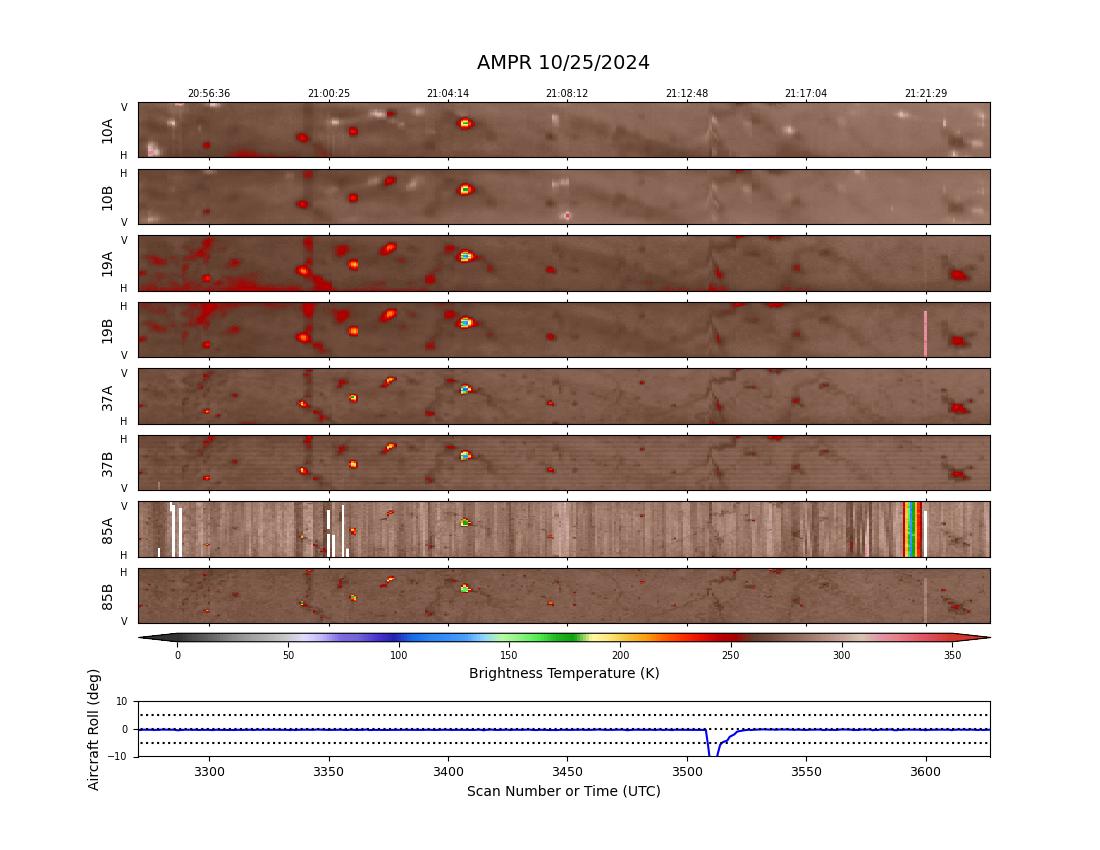 AMPR 10/25/2024
20:56:36 21:00:25 21:04:14 21:08:12 21:12:48 21:17:04 21:21:29
V
10A
H
H
10B
V
V
19A
H
H
19B
V
V
37A
H
H
37B
V
V
85A
H
H
85B
V
0 50 100 150 200 250 300 350
Brightness Temperature (K)
Aircraft Roll (deg)
10
0
−10
3300 3350 3400 3450 3500 3550 3600
Scan Number or Time (UTC)